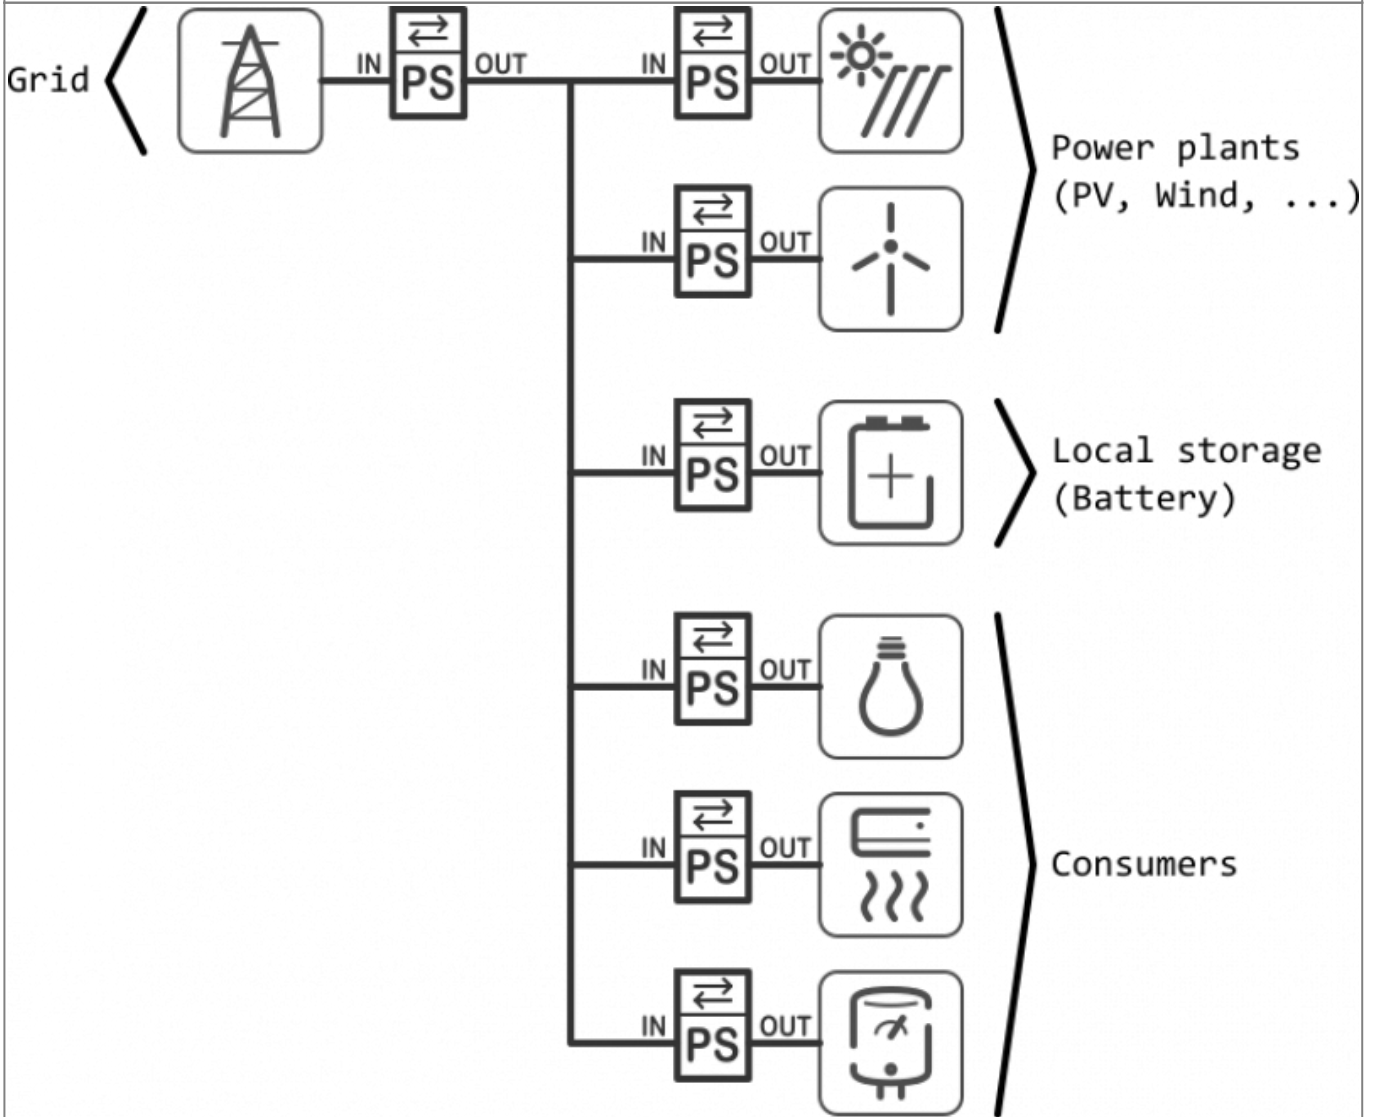 Grid
IN PS OUT
IN PS OUT
Power plants
(PV, Wind, ...)
IN PS OUT
IN PS OUT
Local storage
(Battery)
IN PS OUT
IN PS OUT
Consumers
IN PS OUT